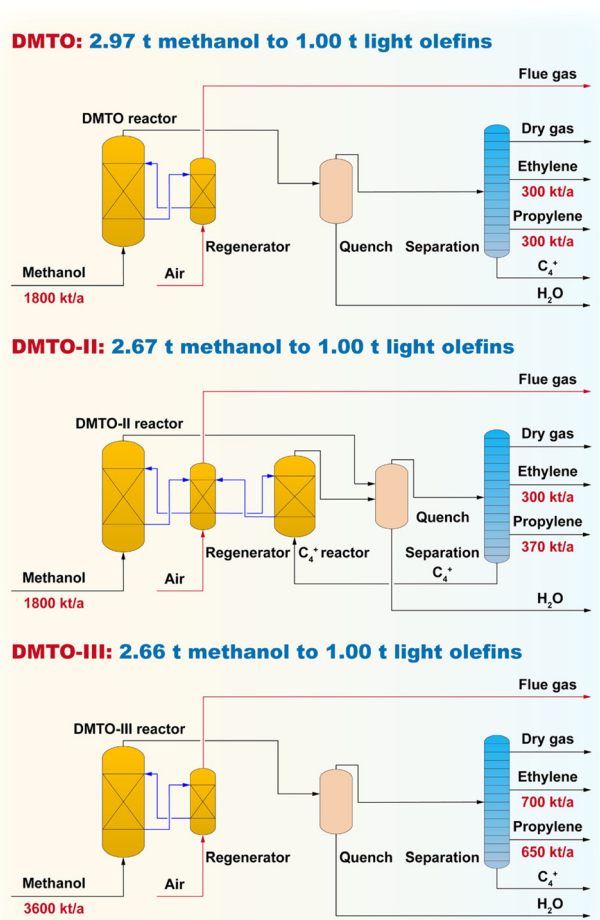 DMTO: 2.97 t methanol to 1.00 t light olefins
Flue gas
DMTO reactor
Dry gas
Ethylene
300 kt/a
Propylene
300 kt/a
Regenerator
Quench
Separation
C₄⁺
Methanol
1800 kt/a
Air
H₂O
DMTO-II: 2.67 t methanol to 1.00 t light olefins
Flue gas
DMTO-II reactor
Dry gas
Ethylene
300 kt/a
Quench
Propylene
370 kt/a
Regenerator
C₄⁺ reactor
Separation
C₄⁺
Methanol
1800 kt/a
Air
H₂O
DMTO-III: 2.66 t methanol to 1.00 t light olefins
Flue gas
DMTO-III reactor
Dry gas
Ethylene
700 kt/a
Propylene
650 kt/a
Regenerator
Quench
Separation
C₄⁺
Methanol
3600 kt/a
Air
H₂O